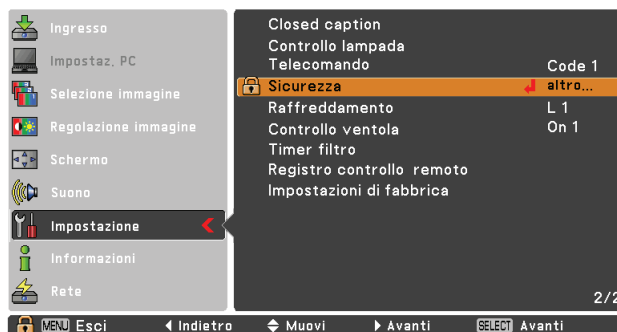 Ingresso
Impostaz. PC
Selezione immagine
Regolazione immagine
Schermo
Suono
Impostazione
Informazioni
Rete
Closed caption
Controllo lampada
Telecomando Code 1
Sicurezza altro...
Raffreddamento L 1
Controllo ventola On 1
Timer filtro
Registro controllo remoto
Impostazioni di fabbrica
2/2
MENU Esci Indietro Muovi Avanti SELECT Avanti